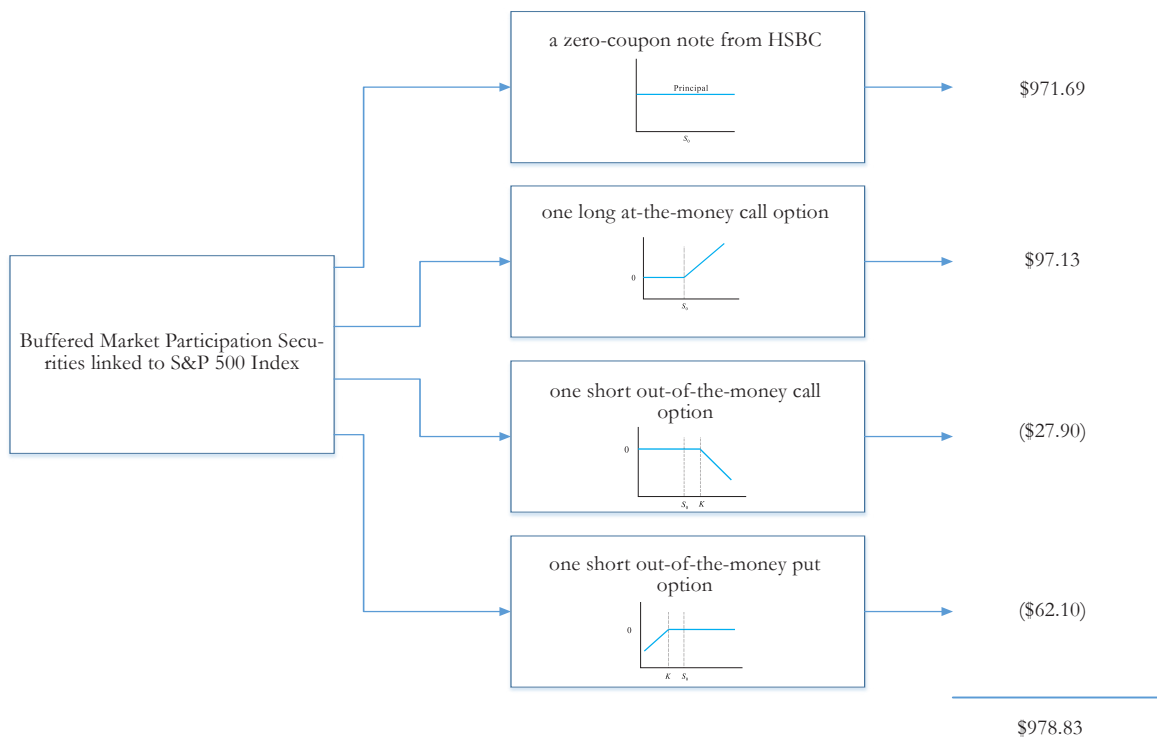 a zero-coupon note from HSBC
Principal
S₀
$971.69
one long at-the-money call option
0
S₀
$97.13
Buffered Market Participation Secu-
rities linked to S&P 500 Index
one short out-of-the-money call
option
0
S₀ K
($27.90)
one short out-of-the-money put
option
0
K S₀
($62.10)
$978.83